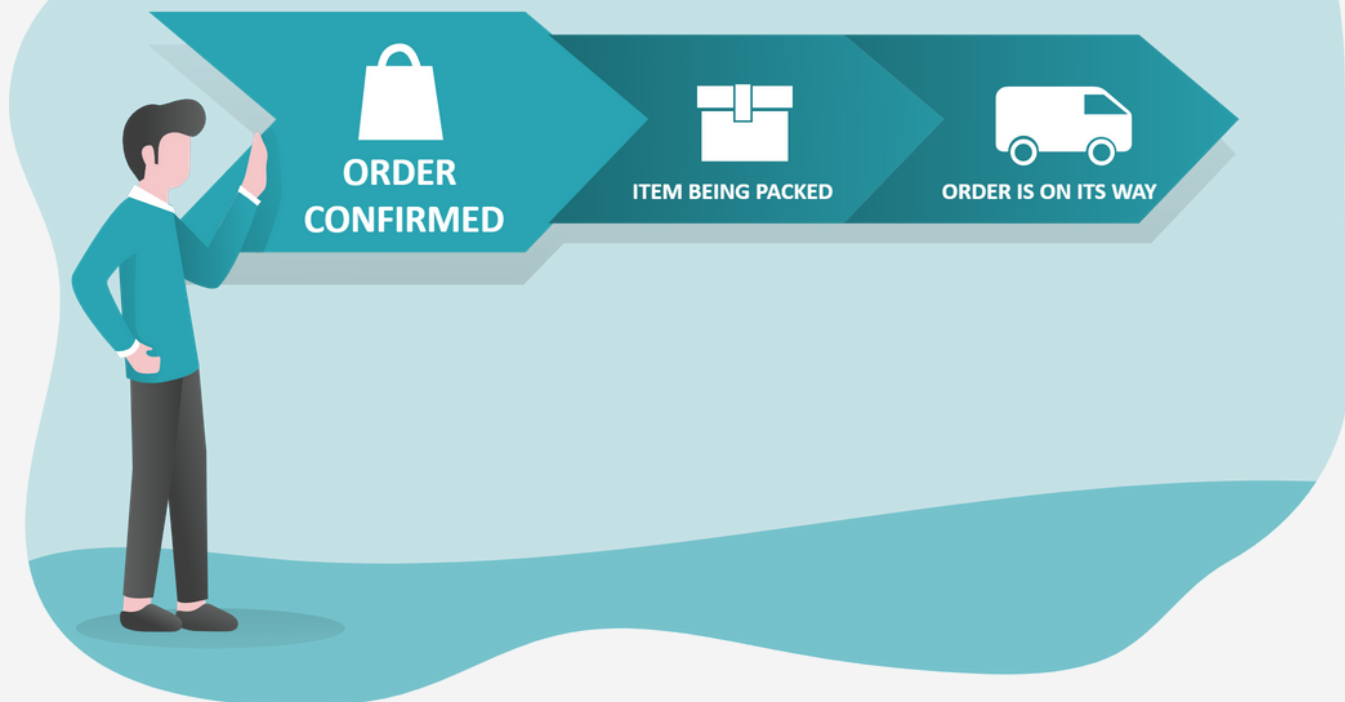 ORDER
CONFIRMED
ITEM BEING PACKED
ORDER IS ON ITS WAY